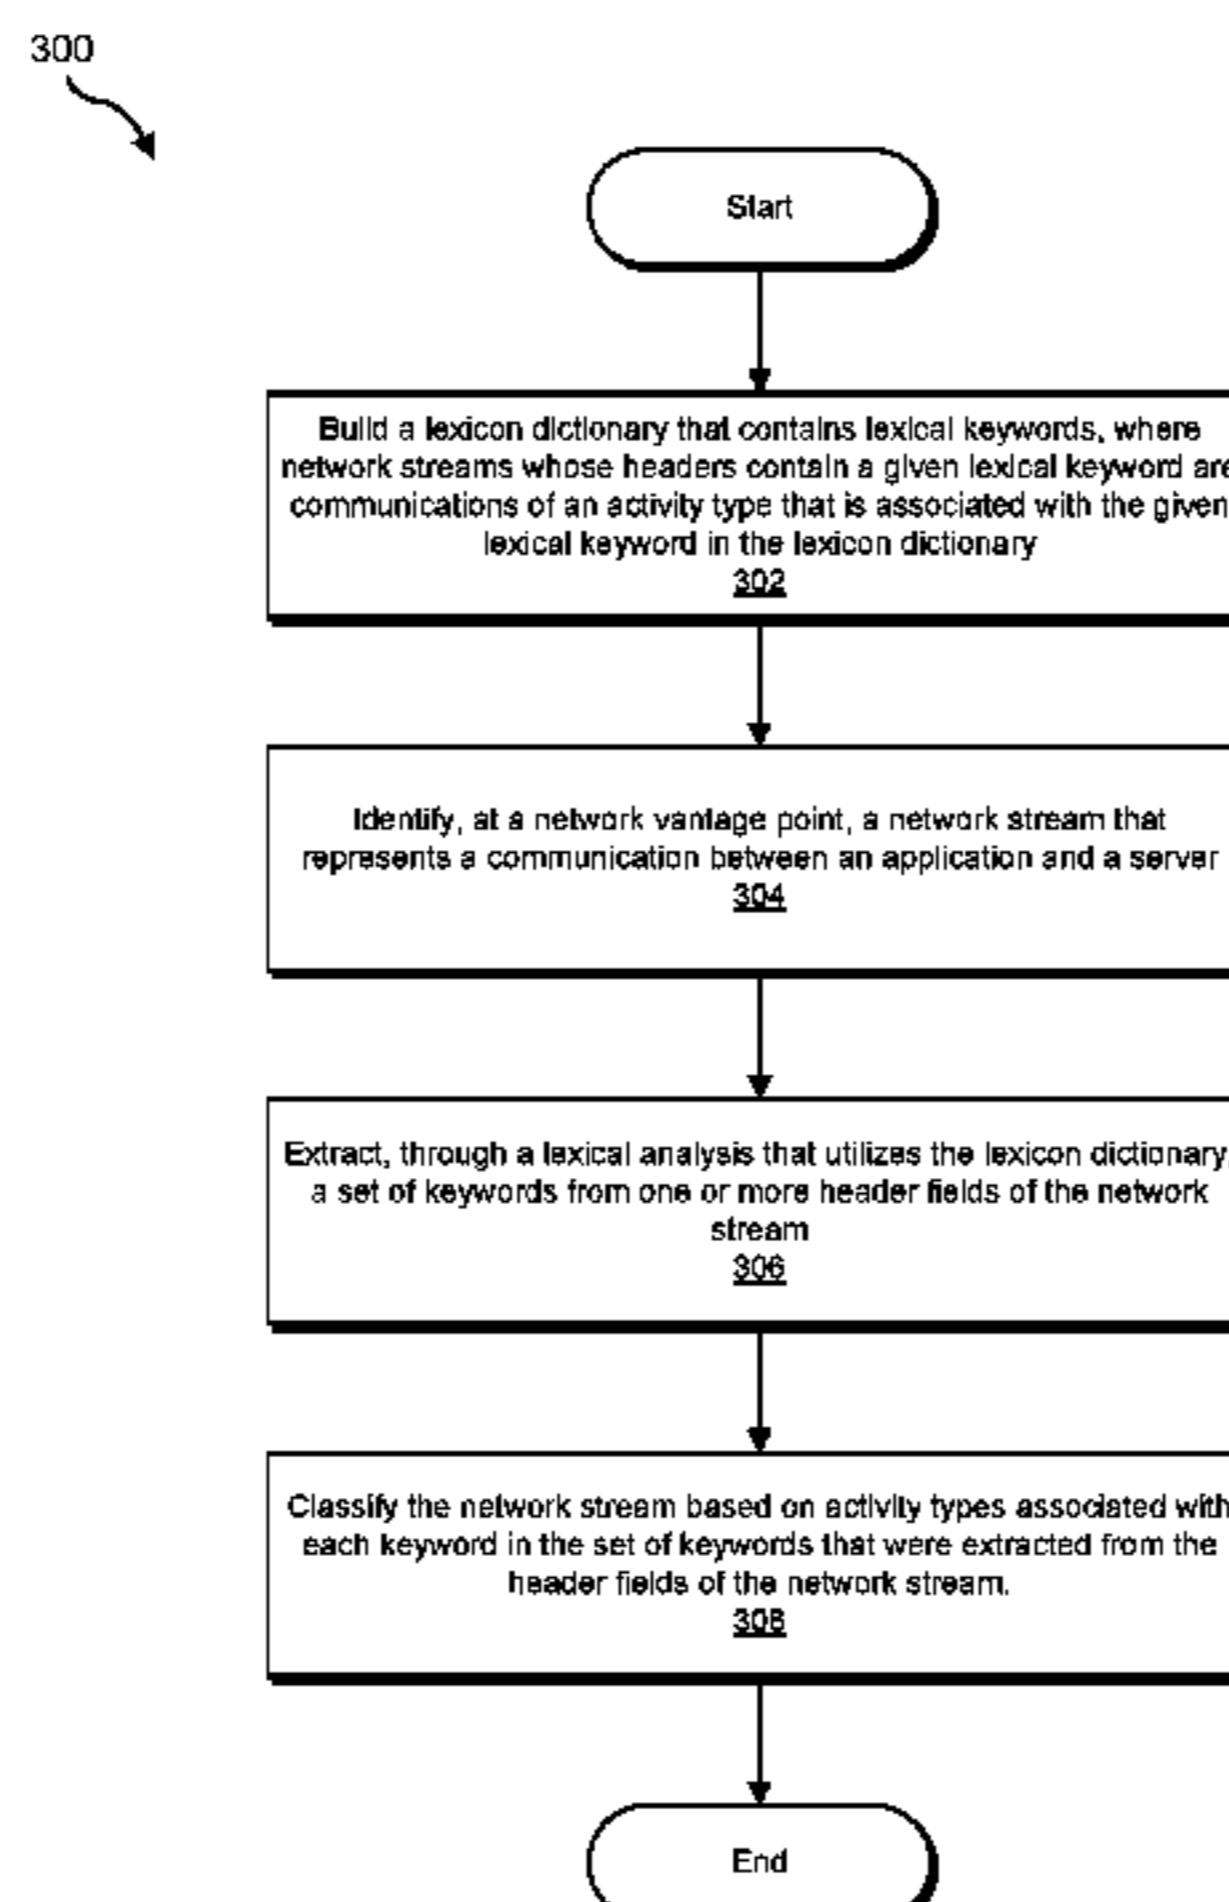 300
Start
Build a lexicon dictionary that contains lexical keywords, where
network streams whose headers contain a given lexical keyword are
communications of an activity type that is associated with the given
lexical keyword in the lexicon dictionary
302
Identify, at a network vantage point, a network stream that
represents a communication between an application and a server
304
Extract, through a lexical analysis that utilizes the lexicon dictionary,
a set of keywords from one or more header fields of the network
stream
306
Classify the network stream based on activity types associated with
each keyword in the set of keywords that were extracted from the
header fields of the network stream.
308
End